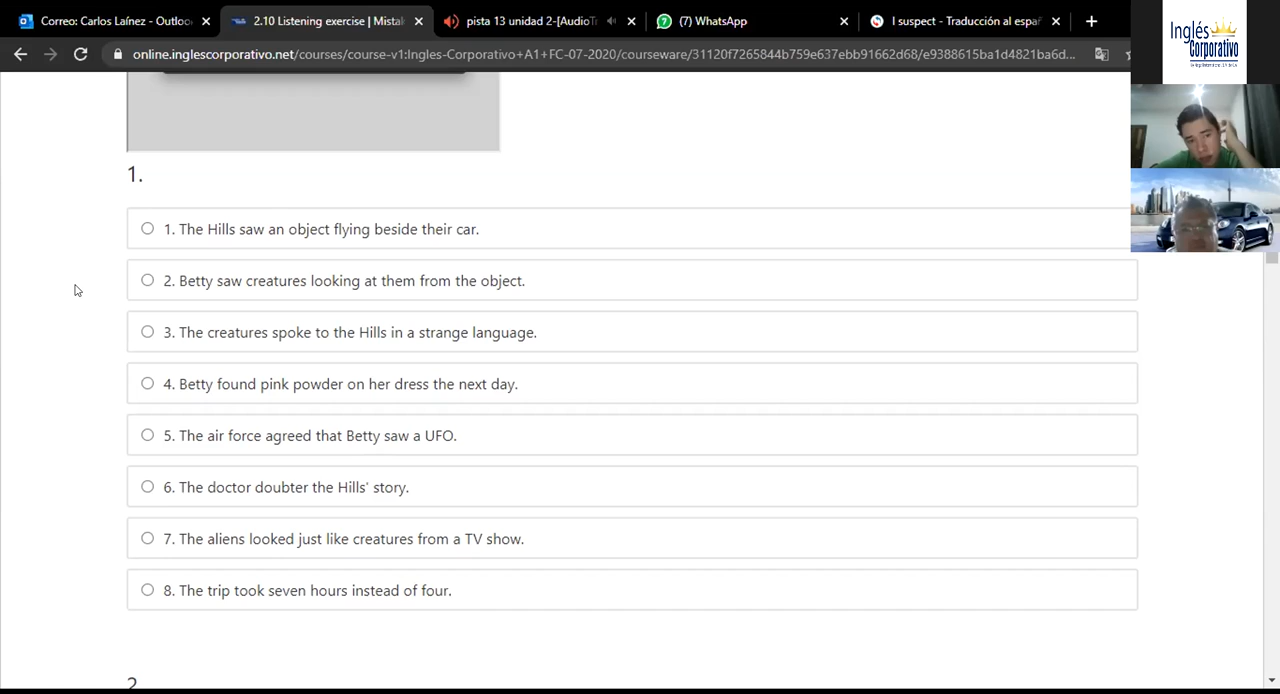 Correo: Carlos Laínez - Outloo
2.10 Listening exercise | Mistak
pista 13 unidad 2-[AudioTr
(7) WhatsApp
I suspect - Traducción al espa
online.inglescorporativo.net/courses/course-v1:Ingles-Corporativo+A1+FC-07-2020/courseware/31120f7265844b759e637ebb91662d68/e9388615ba1d4821ba6d...
Inglés
Corporativo
1.
1. The Hills saw an object flying beside their car.
2. Betty saw creatures looking at them from the object.
3. The creatures spoke to the Hills in a strange language.
4. Betty found pink powder on her dress the next day.
5. The air force agreed that Betty saw a UFO.
6. The doctor doubter the Hills' story.
7. The aliens looked just like creatures from a TV show.
8. The trip took seven hours instead of four.
2